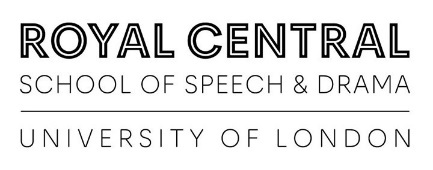 ROYAL CENTRAL
SCHOOL OF SPEECH & DRAMA
UNIVERSITY OF LONDON